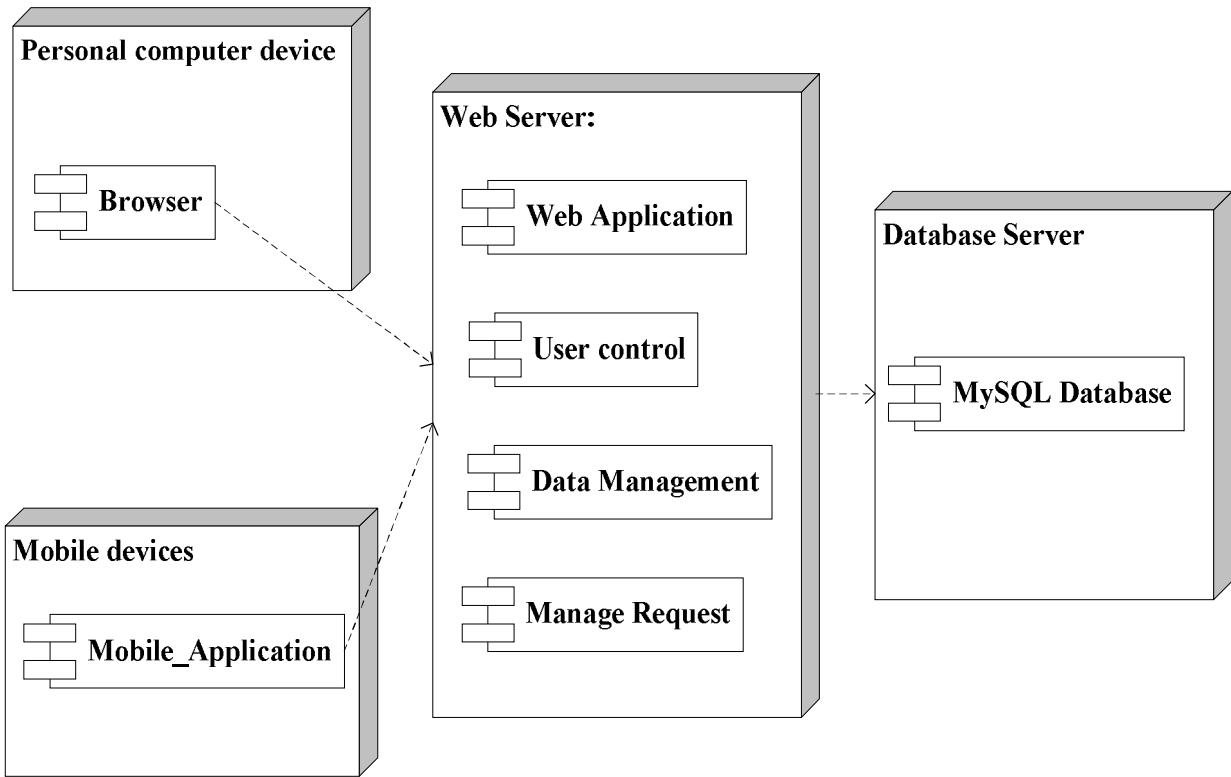 Personal computer device
Browser
Mobile devices
Mobile_Application
Web Server:
Web Application
User control
Data Management
Manage Request
Database Server
MySQL Database